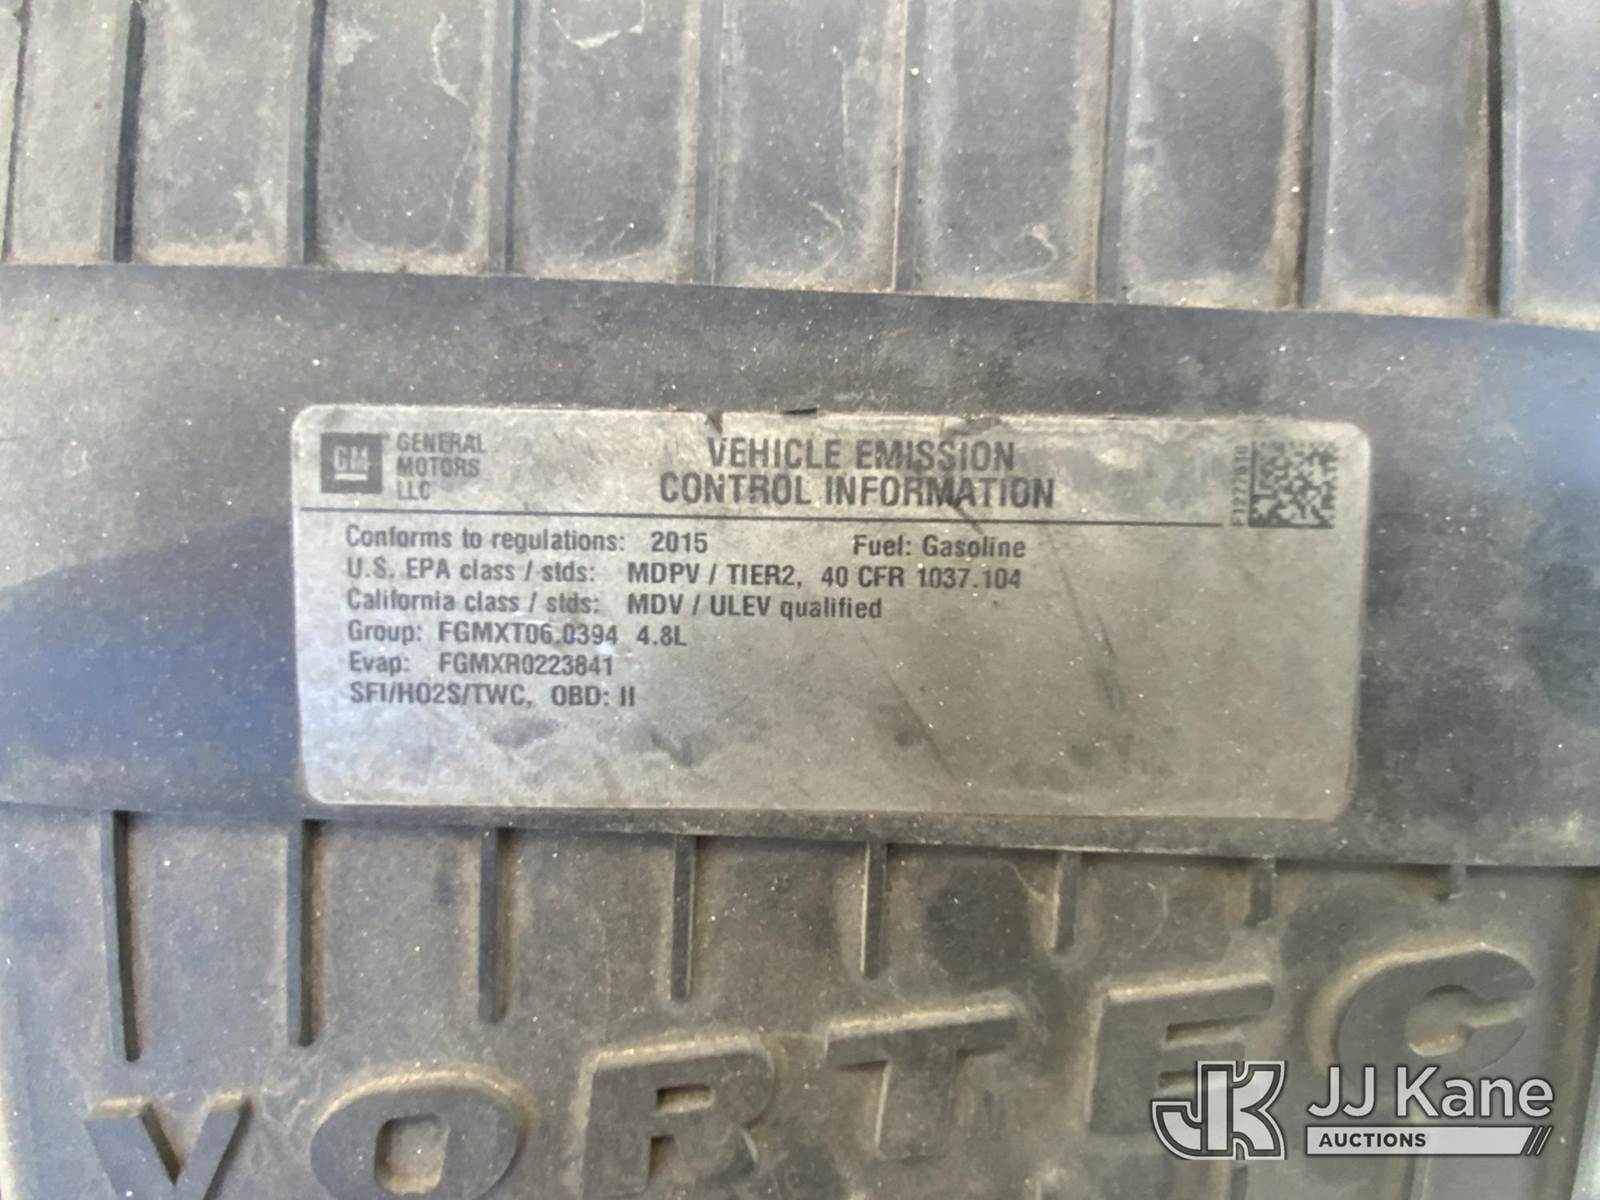 GM
GENERAL
MOTORS
LLC
VEHICLE EMISSION
CONTROL INFORMATION
Conforms to regulations: 2015 Fuel: Gasoline
U.S. EPA class / stds: MDPV / TIER2, 40 CFR 1037.104
California class / stds: MDV / ULEV qualified
Group: FGMXT06.0394 4.8L
Evap: FGMXR0223841
SFI/HO2S/TWC, OBD: II
VORTEC
JK JJ Kane
AUCTIONS